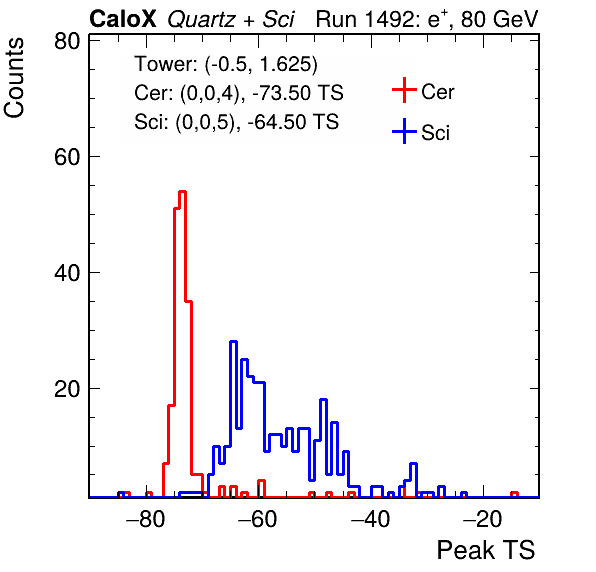 CaloX Quartz + Sci Run 1492: e+, 80 GeV
Counts
Tower: (-0.5, 1.625)
Cer: (0,0,4), -73.50 TS
Sci: (0,0,5), -64.50 TS
Cer
Sci
80
60
40
20
−80 −60 −40 −20
Peak TS